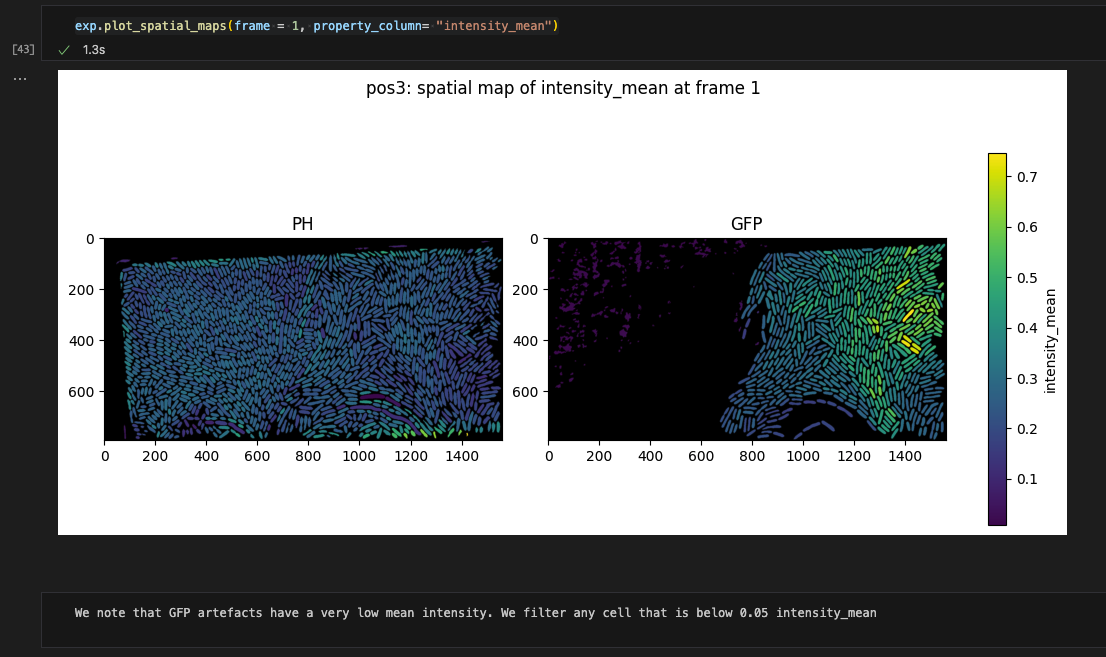 exp.plot_spatial_maps(frame = 1, property_column= "intensity_mean")
[43]
✓ 1.3s
...
pos3: spatial map of intensity_mean at frame 1
PH
GFP
0
200
400
600
0 200 400 600 800 1000 1200 1400
0
200
400
600
0 200 400 600 800 1000 1200 1400
0.7
0.6
0.5
0.4
0.3
0.2
0.1
intensity_mean
We note that GFP artefacts have a very low mean intensity. We filter any cell that is below 0.05 intensity_mean